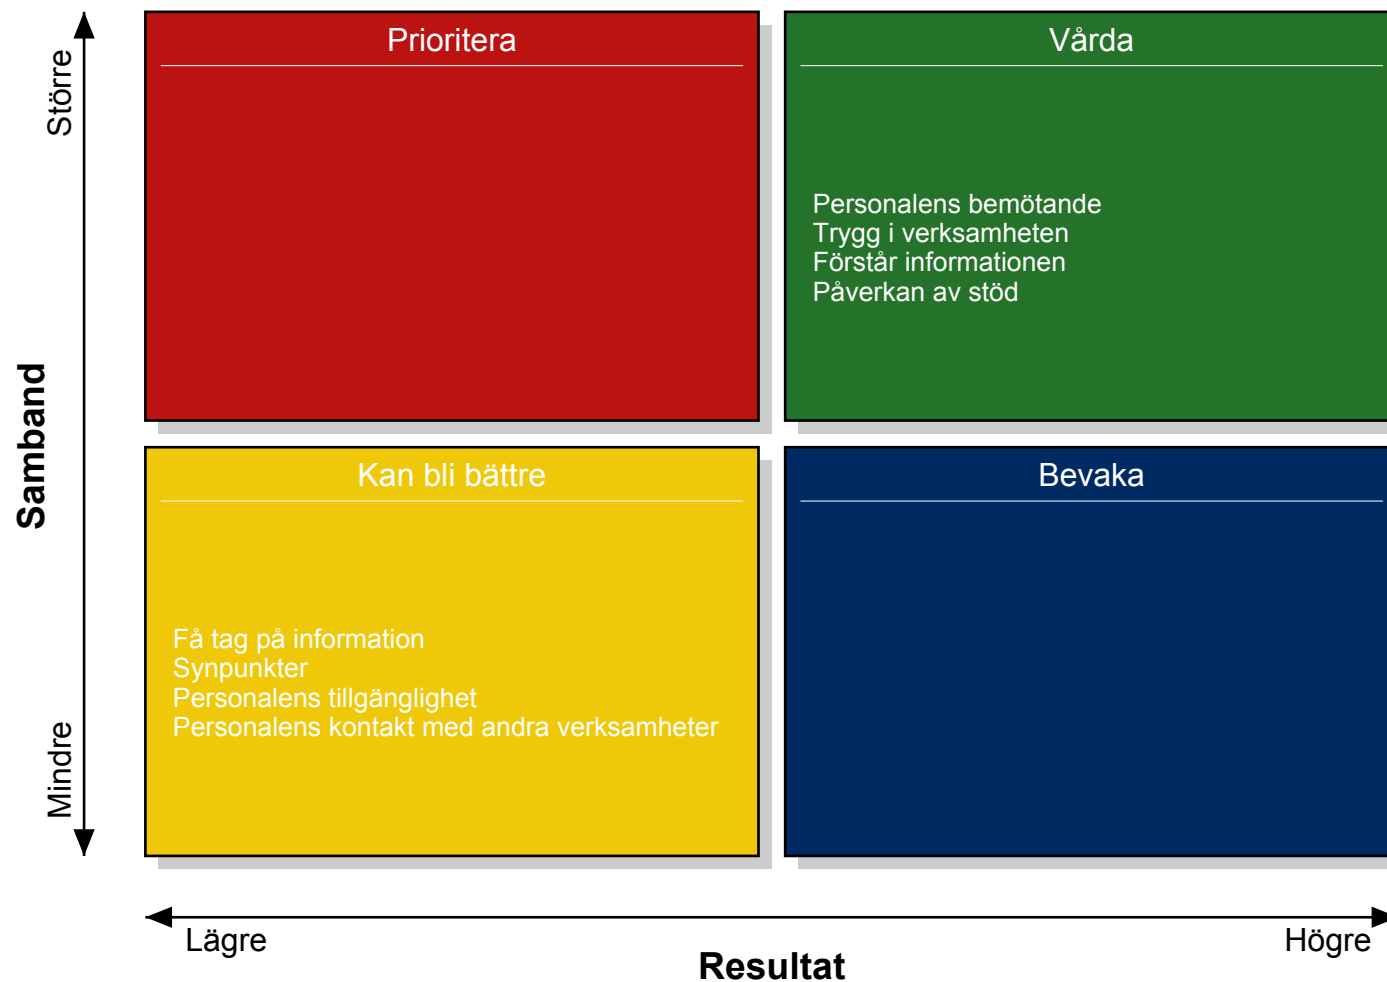 Större
Samband
Mindre
Prioritera
Vårda
Personalens bemötande
Trygg i verksamheten
Förstår informationen
Påverkan av stöd
Kan bli bättre
Få tag på information
Synpunkter
Personalens tillgänglighet
Personalens kontakt med andra verksamheter
Bevaka
Lägre
Högre
Resultat